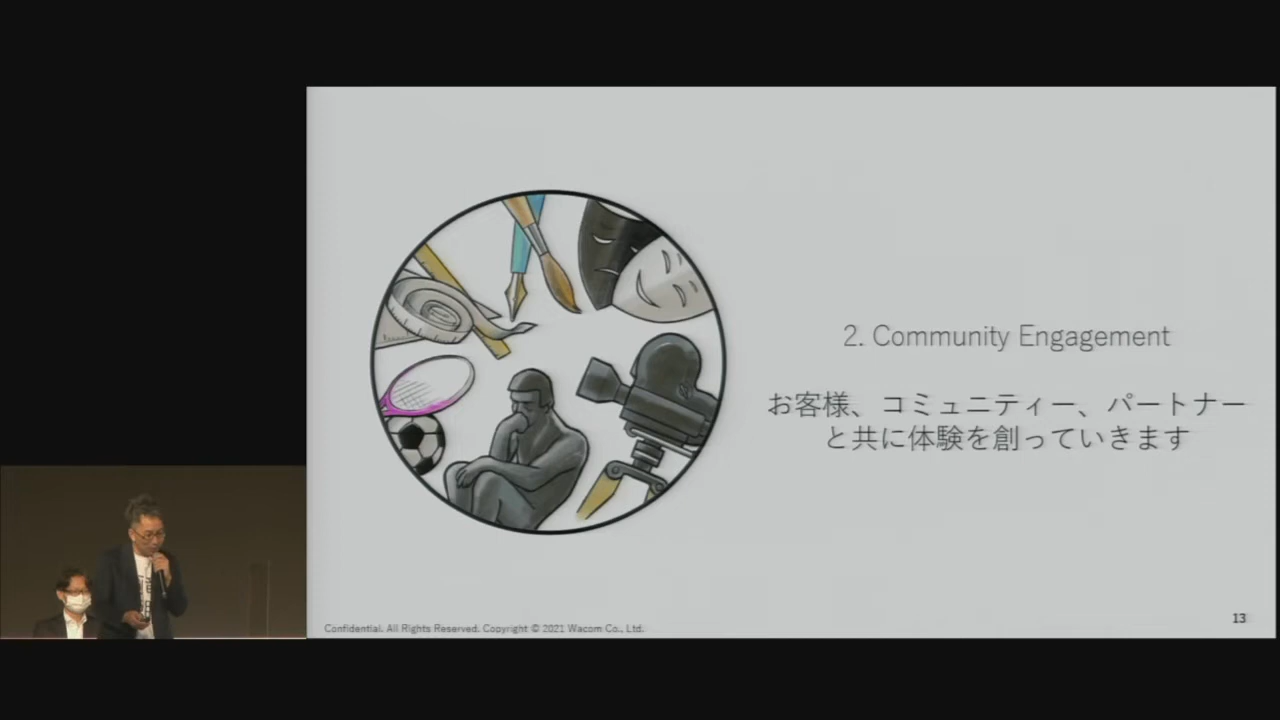 2. Community Engagement
お客様、コミュニティー、パートナー
と共に体験を創っていきます
Confidential. All Rights Reserved. Copyright © 2021 Wacom Co., Ltd.
13